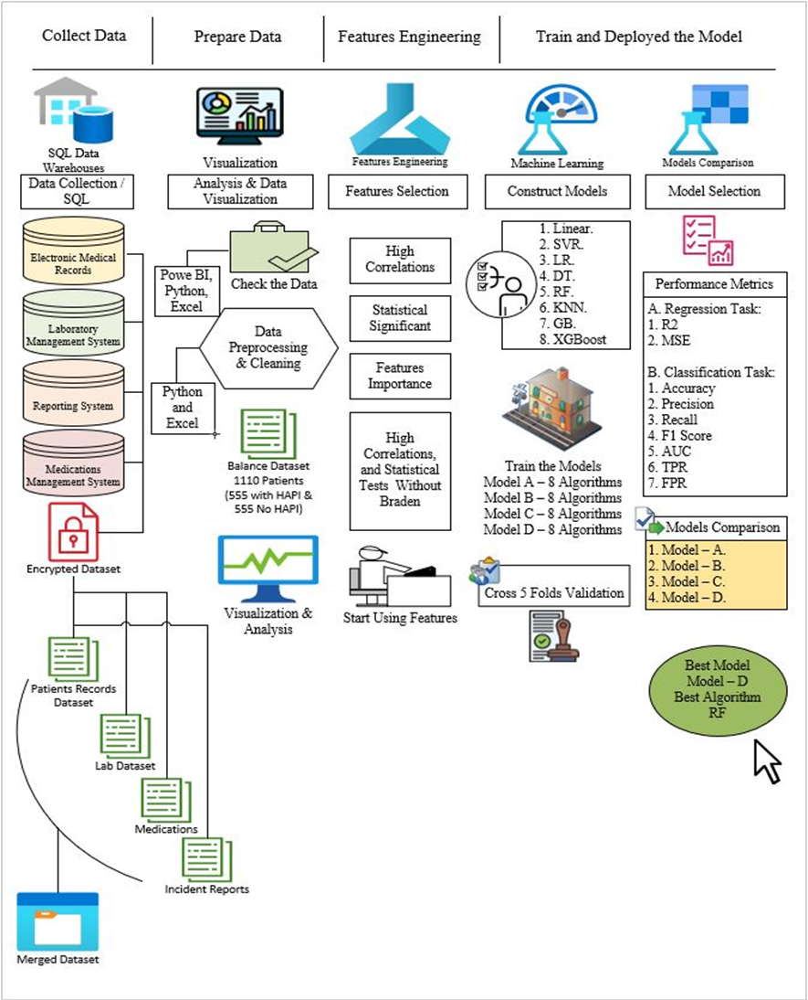 Collect Data
Prepare Data
Features Engineering
Train and Deployed the Model
SQL Data
Warehouses
Data Collection /
SQL
Electronic Medical
Records
Laboratory
Management System
Reporting System
Medications
Management System
Encrypted Dataset
Patients Records
Dataset
Lab Dataset
Medications
Incident Reports
Merged Dataset
Visualization
Analysis & Data
Visualization
Powe BI,
Python,
Excel
Check the Data
Data
Preprocessing
& Cleaning
Python
and
Excel
Balance Dataset
1110 Patients
(555 with HAPI &
555 No HAPI)
Visualization &
Analysis
Features Engineering
Features Selection
High
Correlations
Statistical
Significant
Features
Importance
High
Correlations,
and Statistical
Tests Without
Braden
Start Using Features
Machine Learning
Construct Models
1. Linear.
2. SVR.
3. LR.
4. DT.
5. RF.
6. KNN.
7. GB.
8. XGBoost
Train the Models
Model A – 8 Algorithms
Model B – 8 Algorithms
Model C – 8 Algorithms
Model D – 8 Algorithms
Cross 5 Folds Validation
Models Comparison
Model Selection
Performance Metrics
A. Regression Task:
1. R2
2. MSE
B. Classification Task:
1. Accuracy
2. Precision
3. Recall
4. F1 Score
5. AUC
6. TPR
7. FPR
Models Comparison
1. Model – A.
2. Model – B.
3. Model – C.
4. Model – D.
Best Model
Model – D
Best Algorithm
RF